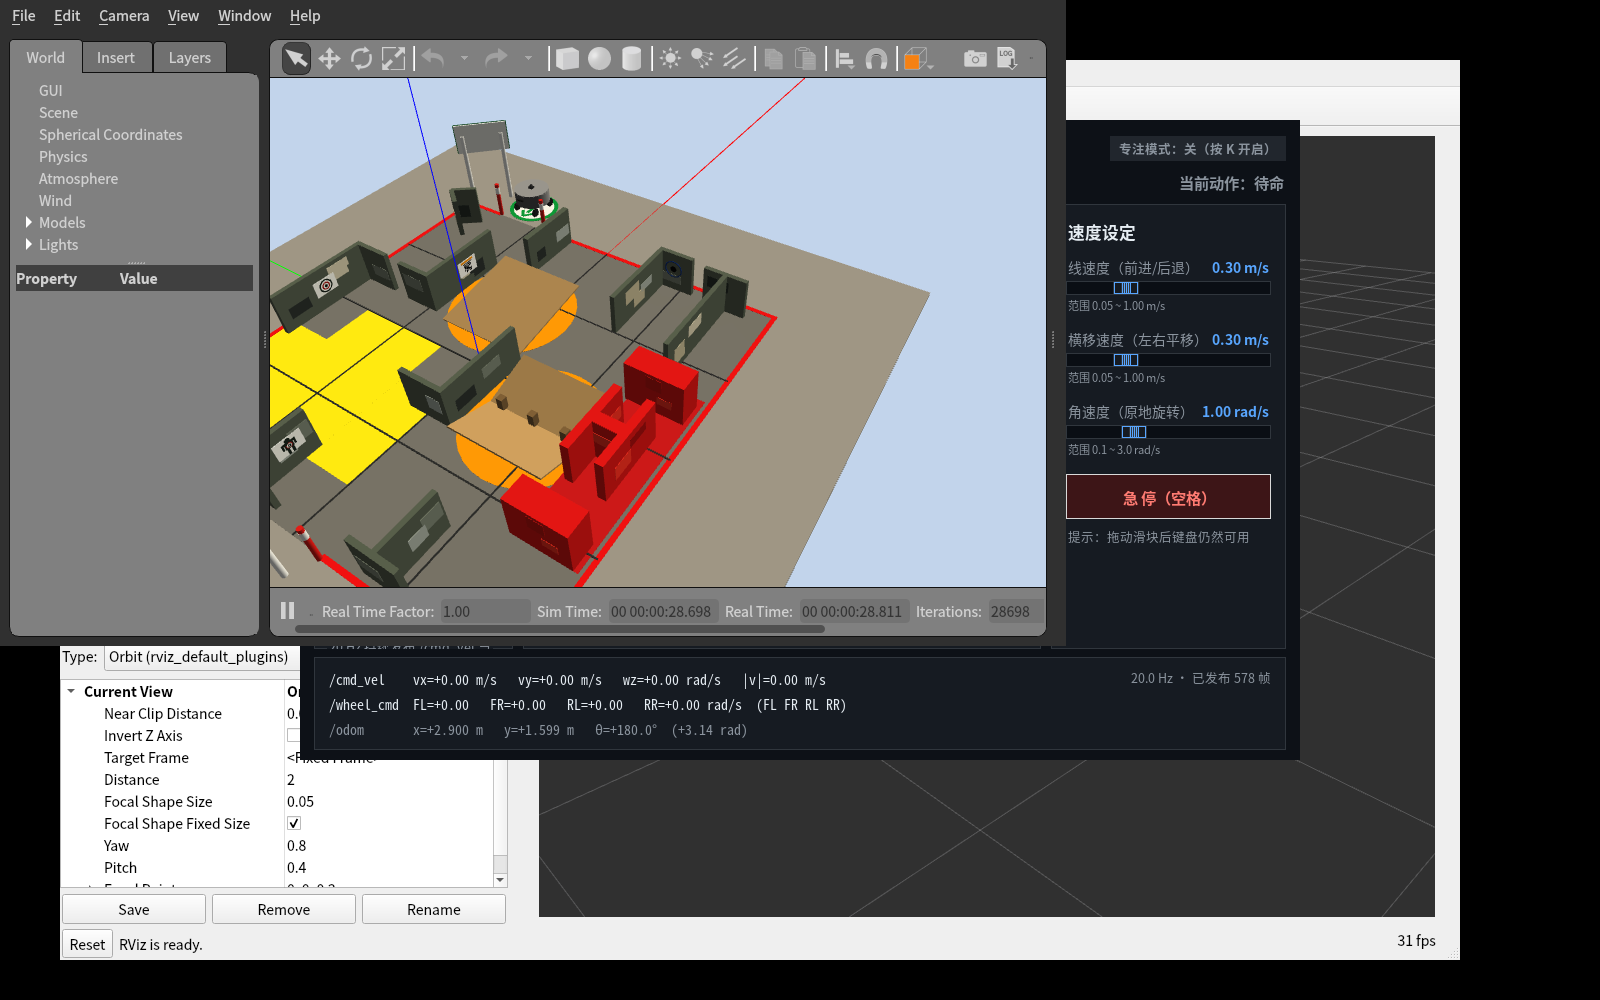 File Edit Camera View Window Help
World Insert Layers
GUI
Scene
Spherical Coordinates
Physics
Atmosphere
Wind
Models
Lights
Property Value
LOG
Real Time Factor: 1.00 Sim Time: 00 00:00:28.698 Real Time: 00 00:00:28.811 Iterations: 28698
专注模式：关（按 K 开启）
当前动作：待命
速度设定
线速度（前进/后退） 0.30 m/s
范围 0.05 ~ 1.00 m/s
横移速度（左右平移） 0.30 m/s
范围 0.05 ~ 1.00 m/s
角速度（原地旋转） 1.00 rad/s
范围 0.1 ~ 3.0 rad/s
急 停（空格）
提示：拖动滑块后键盘仍然可用
/cmd_vel vx=+0.00 m/s vy=+0.00 m/s wz=+0.00 rad/s |v|=0.00 m/s
20.0 Hz · 已发布 578 帧
/wheel_cmd FL=+0.00 FR=+0.00 RL=+0.00 RR=+0.00 rad/s (FL FR RL RR)
/odom x=+2.900 m y=+1.599 m θ=+180.0° (+3.14 rad)
Type: Orbit (rviz_default_plugins)
Current View
Near Clip Distance
Invert Z Axis
Target Frame
Distance 2
Focal Shape Size 0.05
Focal Shape Fixed Size
Yaw 0.8
Pitch 0.4
Save Remove Rename
Reset RViz is ready.
31 fps